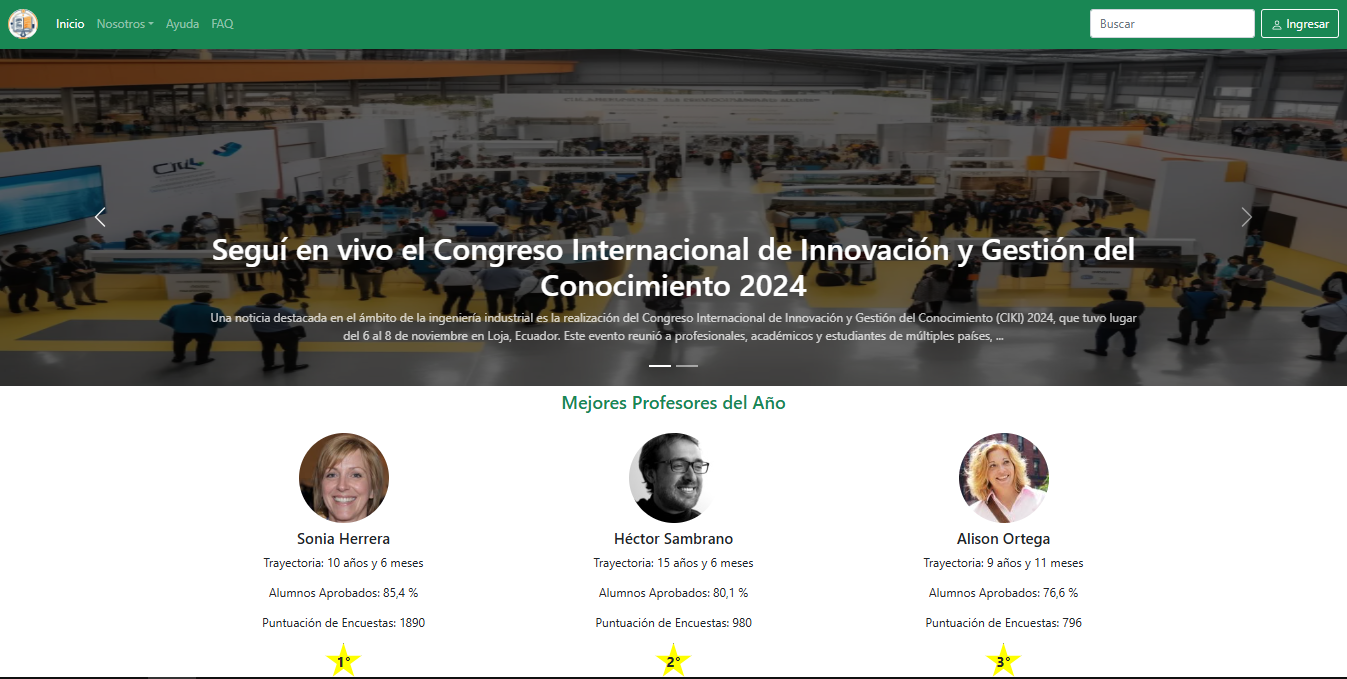 Inicio Nosotros Ayuda FAQ Buscar Ingresar
Seguí en vivo el Congreso Internacional de Innovación y Gestión del
Conocimiento 2024
Una noticia destacada en el ámbito de la ingeniería industrial es la realización del Congreso Internacional de Innovación y Gestión del Conocimiento (CIKI) 2024, que tuvo lugar
del 6 al 8 de noviembre en Loja, Ecuador. Este evento reunió a profesionales, académicos y estudiantes de múltiples países, ...
Mejores Profesores del Año
Sonia Herrera Héctor Sambrano Alison Ortega
Trayectoria: 10 años y 6 meses Trayectoria: 15 años y 6 meses Trayectoria: 9 años y 11 meses
Alumnos Aprobados: 85,4 % Alumnos Aprobados: 80,1 % Alumnos Aprobados: 76,6 %
Puntuación de Encuestas: 1890 Puntuación de Encuestas: 980 Puntuación de Encuestas: 796
1° 2° 3°